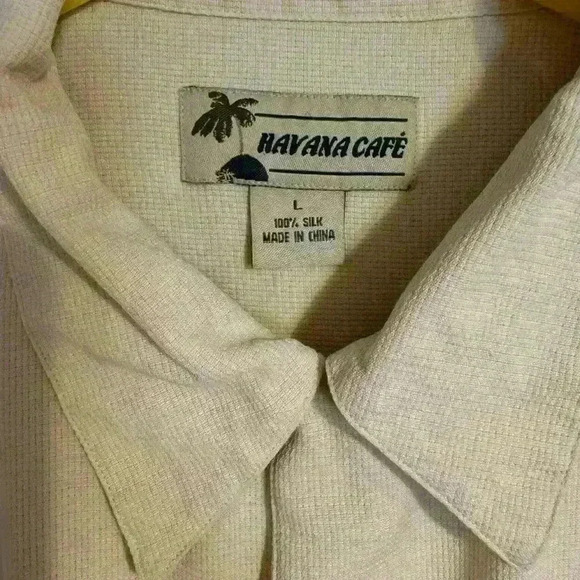 HAVANA CAFÉ
L
100% SILK
MADE IN CHINA